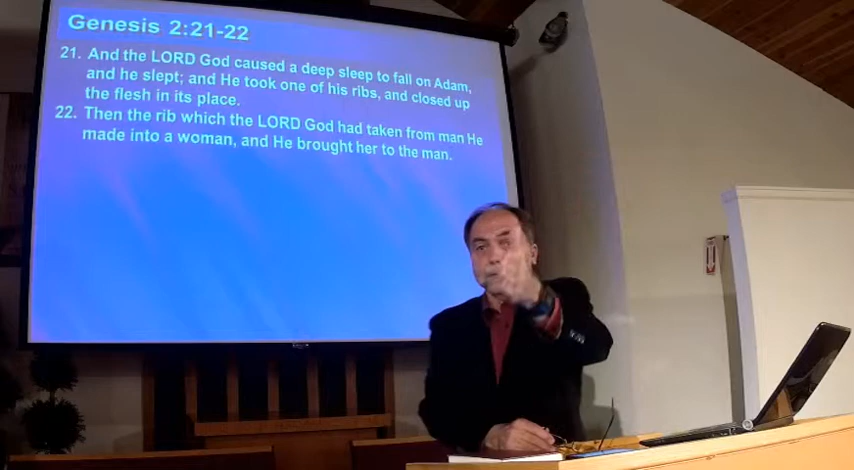 Genesis 2:21-22
21. And the LORD God caused a deep sleep to fall on Adam,
and he slept; and He took one of his ribs, and closed up
the flesh in its place.
22. Then the rib which the LORD God had taken from man He
made into a woman, and He brought her to the man.